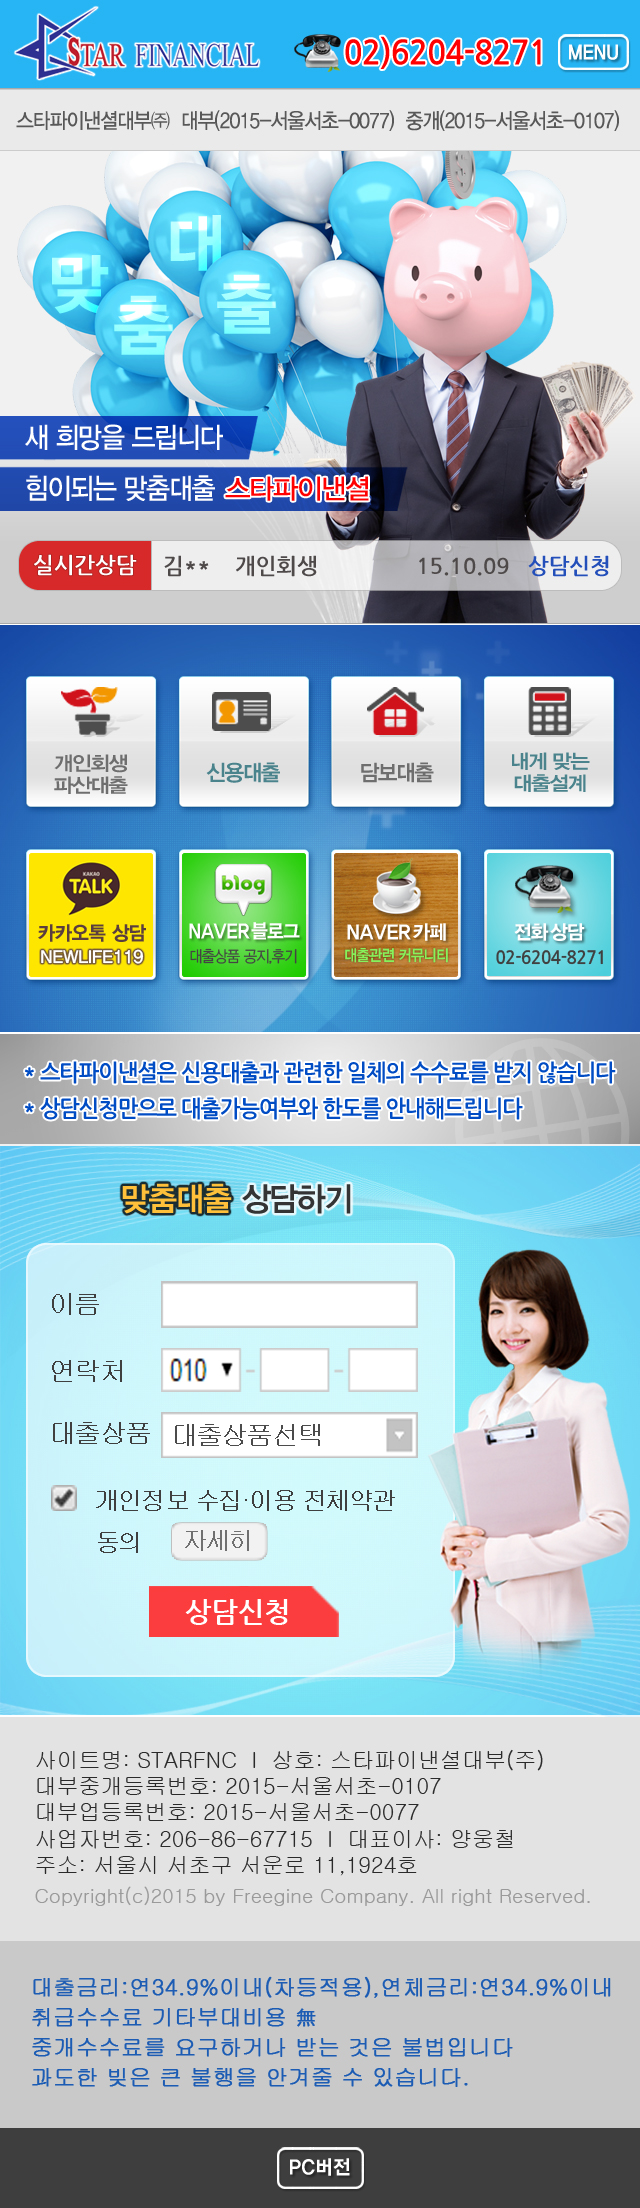 STAR FINANCIAL
02)6204-8271
MENU
스타파이낸셜대부㈜ 대부(2015-서울서초-0077) 중개(2015-서울서초-0107)
맞춤대출
새 희망을 드립니다
힘이되는 맞춤대출 스타파이낸셜
실시간상담 김** 개인회생 15.10.09 상담신청
개인회생
파산대출
신용대출
담보대출
내게 맞는
대출설계
KAKAO
TALK
카카오톡 상담
NEWLIFE119
blog
NAVER블로그
대출상품 공지,후기
NAVER카페
대출관련 커뮤니티
전화상담
02-6204-8271
* 스타파이낸셜은 신용대출과 관련한 일체의 수수료를 받지 않습니다
* 상담신청만으로 대출가능여부와 한도를 안내해드립니다
맞춤대출 상담하기
이름
연락처 010 - -
대출상품 대출상품선택
개인정보 수집·이용 전체약관
동의 자세히
상담신청
사이트명: STARFNC | 상호: 스타파이낸셜대부(주)
대부중개등록번호: 2015-서울서초-0107
대부업등록번호: 2015-서울서초-0077
사업자번호: 206-86-67715 | 대표이사: 양웅철
주소: 서울시 서초구 서운로 11,1924호
Copyright(c)2015 by Freegine Company. All right Reserved.
대출금리:연34.9%이내(차등적용),연체금리:연34.9%이내
취급수수료 기타부대비용 無
중개수수료를 요구하거나 받는 것은 불법입니다
과도한 빚은 큰 불행을 안겨줄 수 있습니다.
PC버전